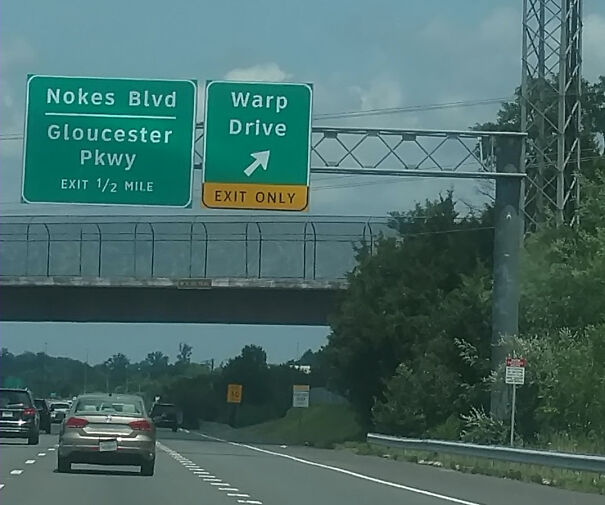 Nokes Blvd
Gloucester
Pkwy
EXIT 1/2 MILE
Warp
Drive
EXIT ONLY